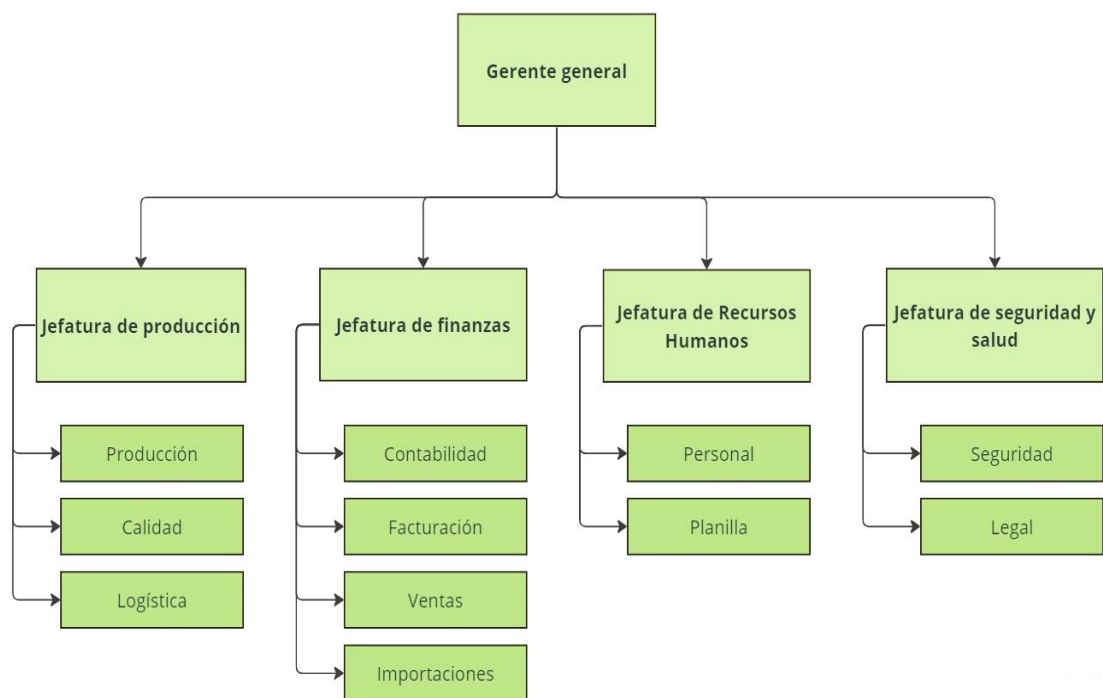 Gerente general
Jefatura de producción
Jefatura de finanzas
Jefatura de Recursos
Humanos
Jefatura de seguridad y
salud
Producción
Calidad
Logística
Contabilidad
Facturación
Ventas
Importaciones
Personal
Planilla
Seguridad
Legal